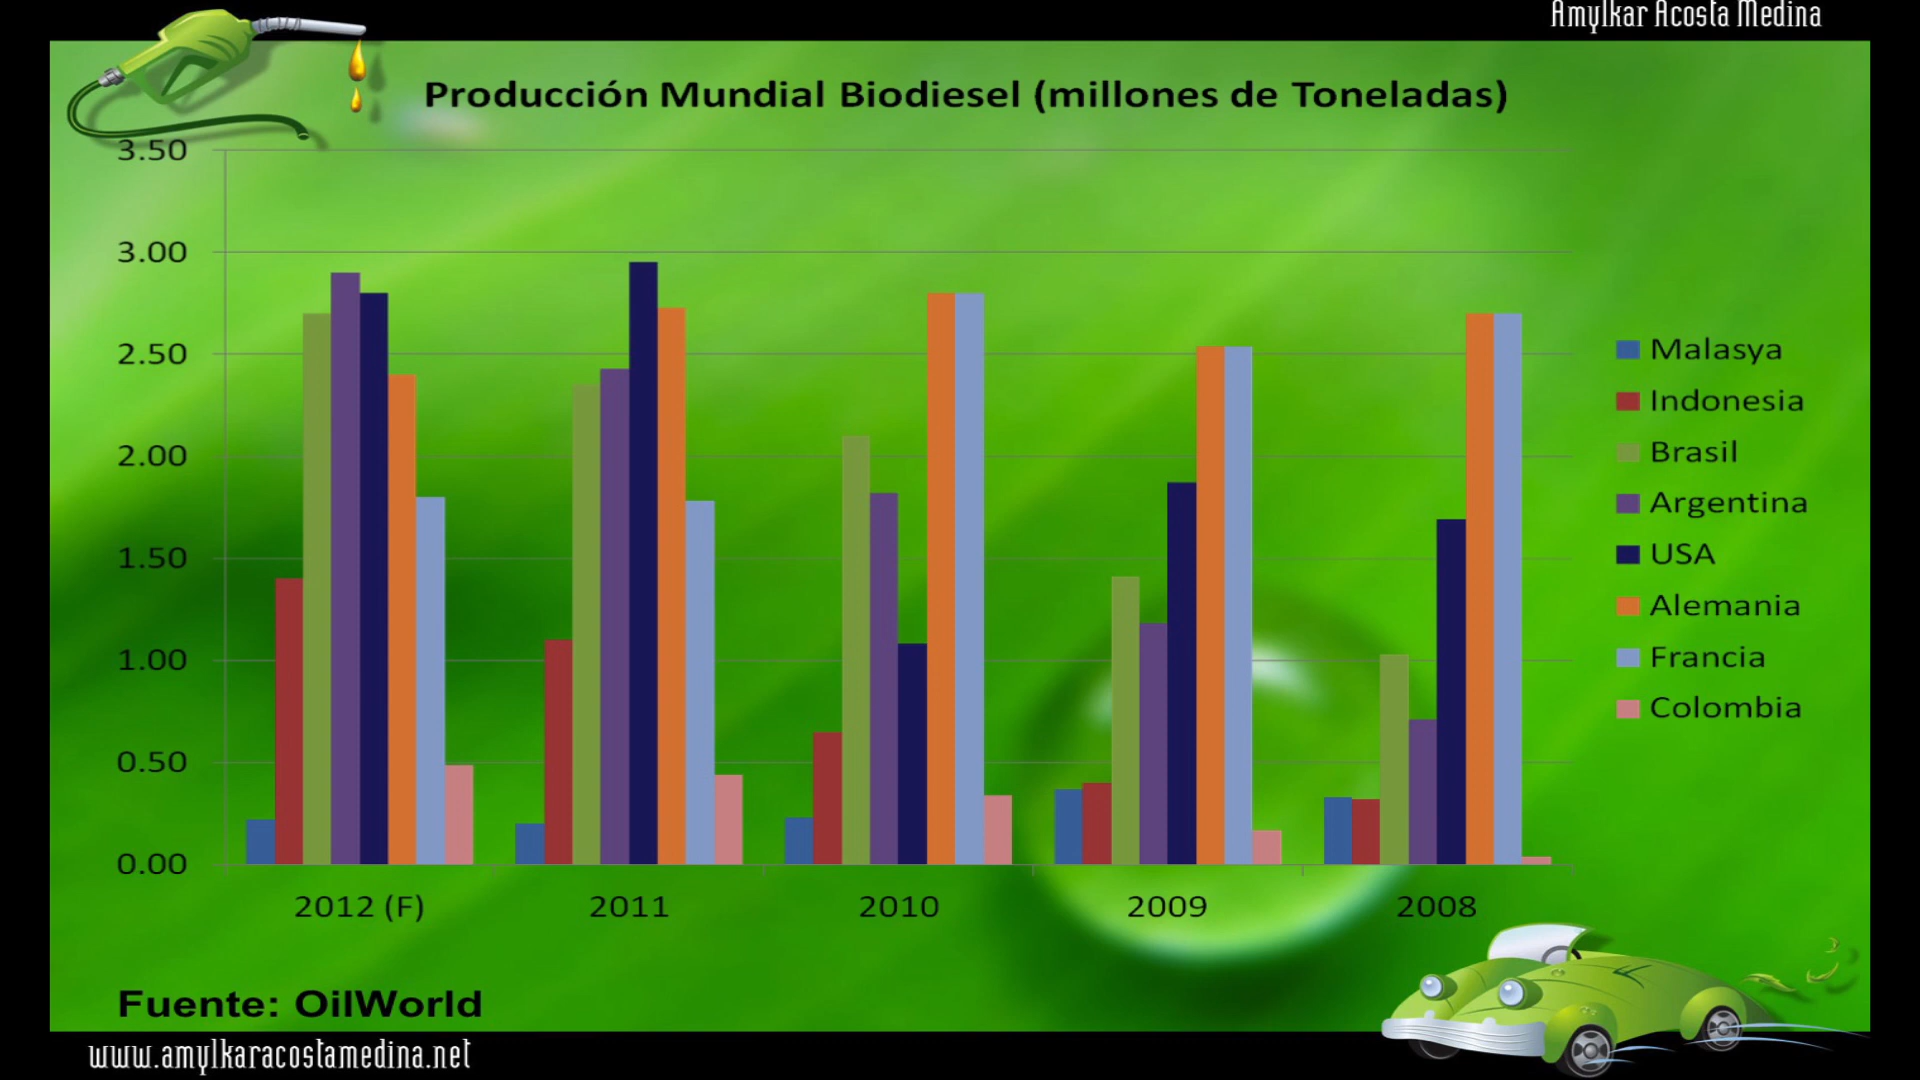 Amylkar Acosta Medina
Producción Mundial Biodiesel (millones de Toneladas)
3.50
3.00
2.50
2.00
1.50
1.00
0.50
0.00
2012 (F) 2011 2010 2009 2008
Malasya
Indonesia
Brasil
Argentina
USA
Alemania
Francia
Colombia
Fuente: OilWorld
www.amylkaracostamedina.net